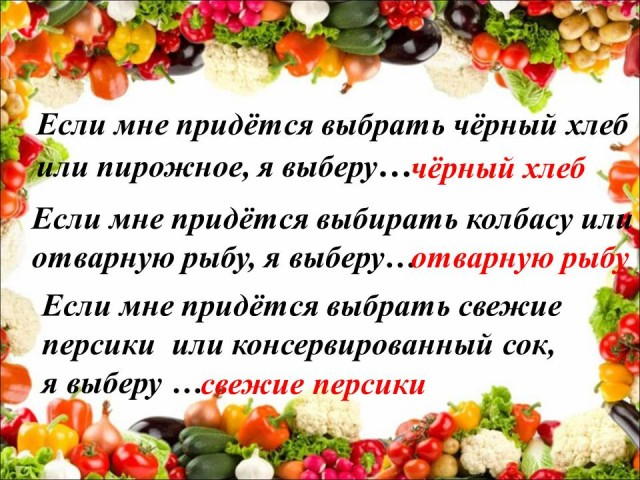 Если мне придётся выбрать чёрный хлеб
или пирожное, я выберу…чёрный хлеб
Если мне придётся выбирать колбасу или
отварную рыбу, я выберу…отварную рыбу
Если мне придётся выбрать свежие
персики или консервированный сок,
я выберу …свежие персики